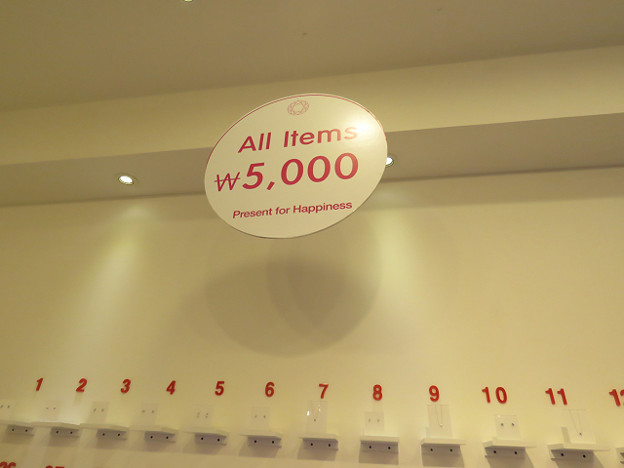 All Items
₩5,000
Present for Happiness
1 2 3 4 5 6 7 8 9 10 11